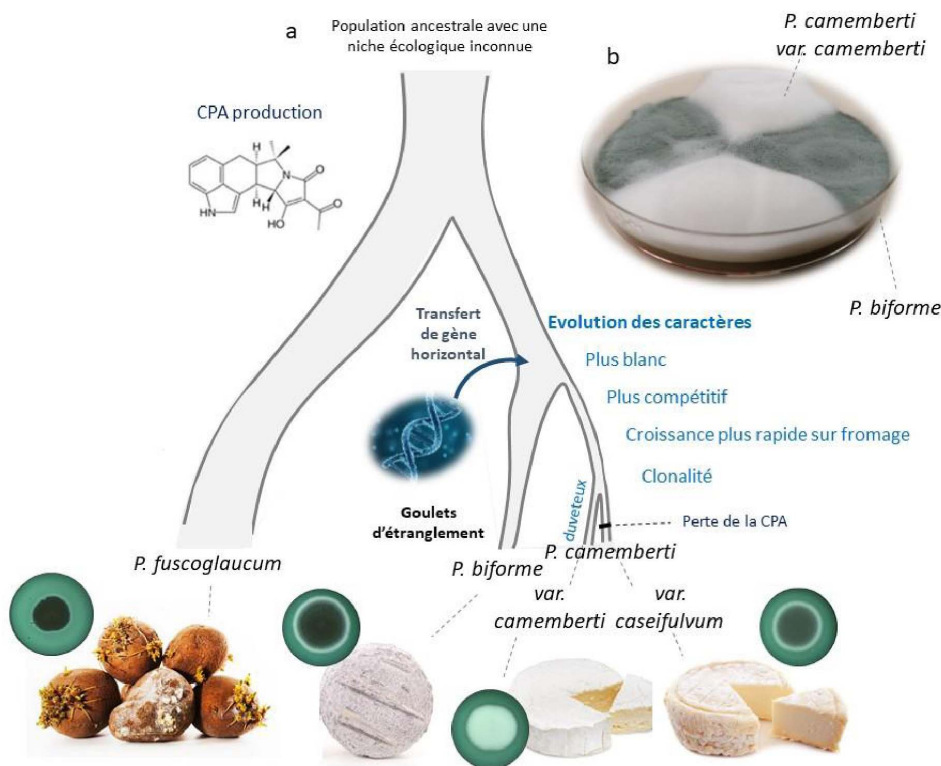 a
Population ancestrale avec une
niche écologique inconnue
b
P. camemberti
var. camemberti
CPA production
H
N
O
H
H
O
NH
HO
P. biforme
Transfert
de gène
horizontal
Evolution des caractères
Plus blanc
Plus compétitif
Croissance plus rapide sur fromage
Clonalité
Goulets
d'étranglement
duveteux
Perte de la CPA
P. fuscoglaucum
P. biforme
P. camemberti
var.
camemberti
var.
caseifulvum